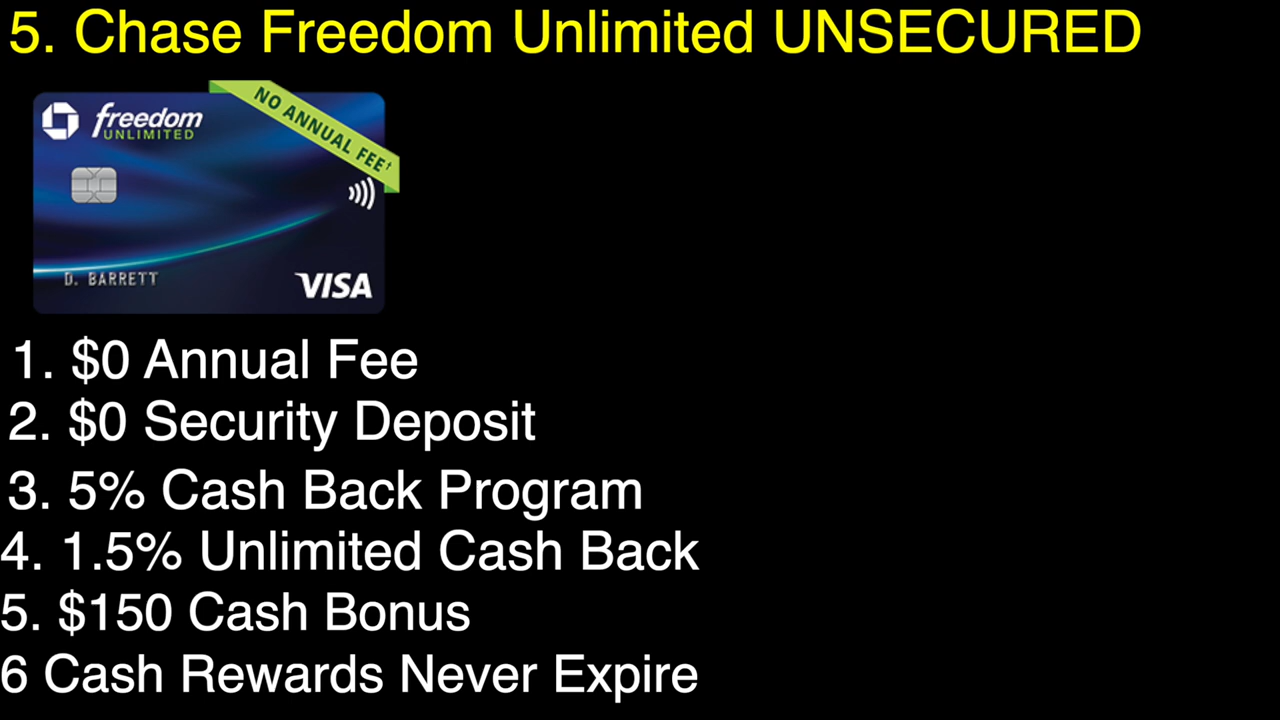 5. Chase Freedom Unlimited UNSECURED
NO ANNUAL FEE†
freedom
UNLIMITED
D. BARRETT
VISA
1. $0 Annual Fee
2. $0 Security Deposit
3. 5% Cash Back Program
4. 1.5% Unlimited Cash Back
5. $150 Cash Bonus
6 Cash Rewards Never Expire